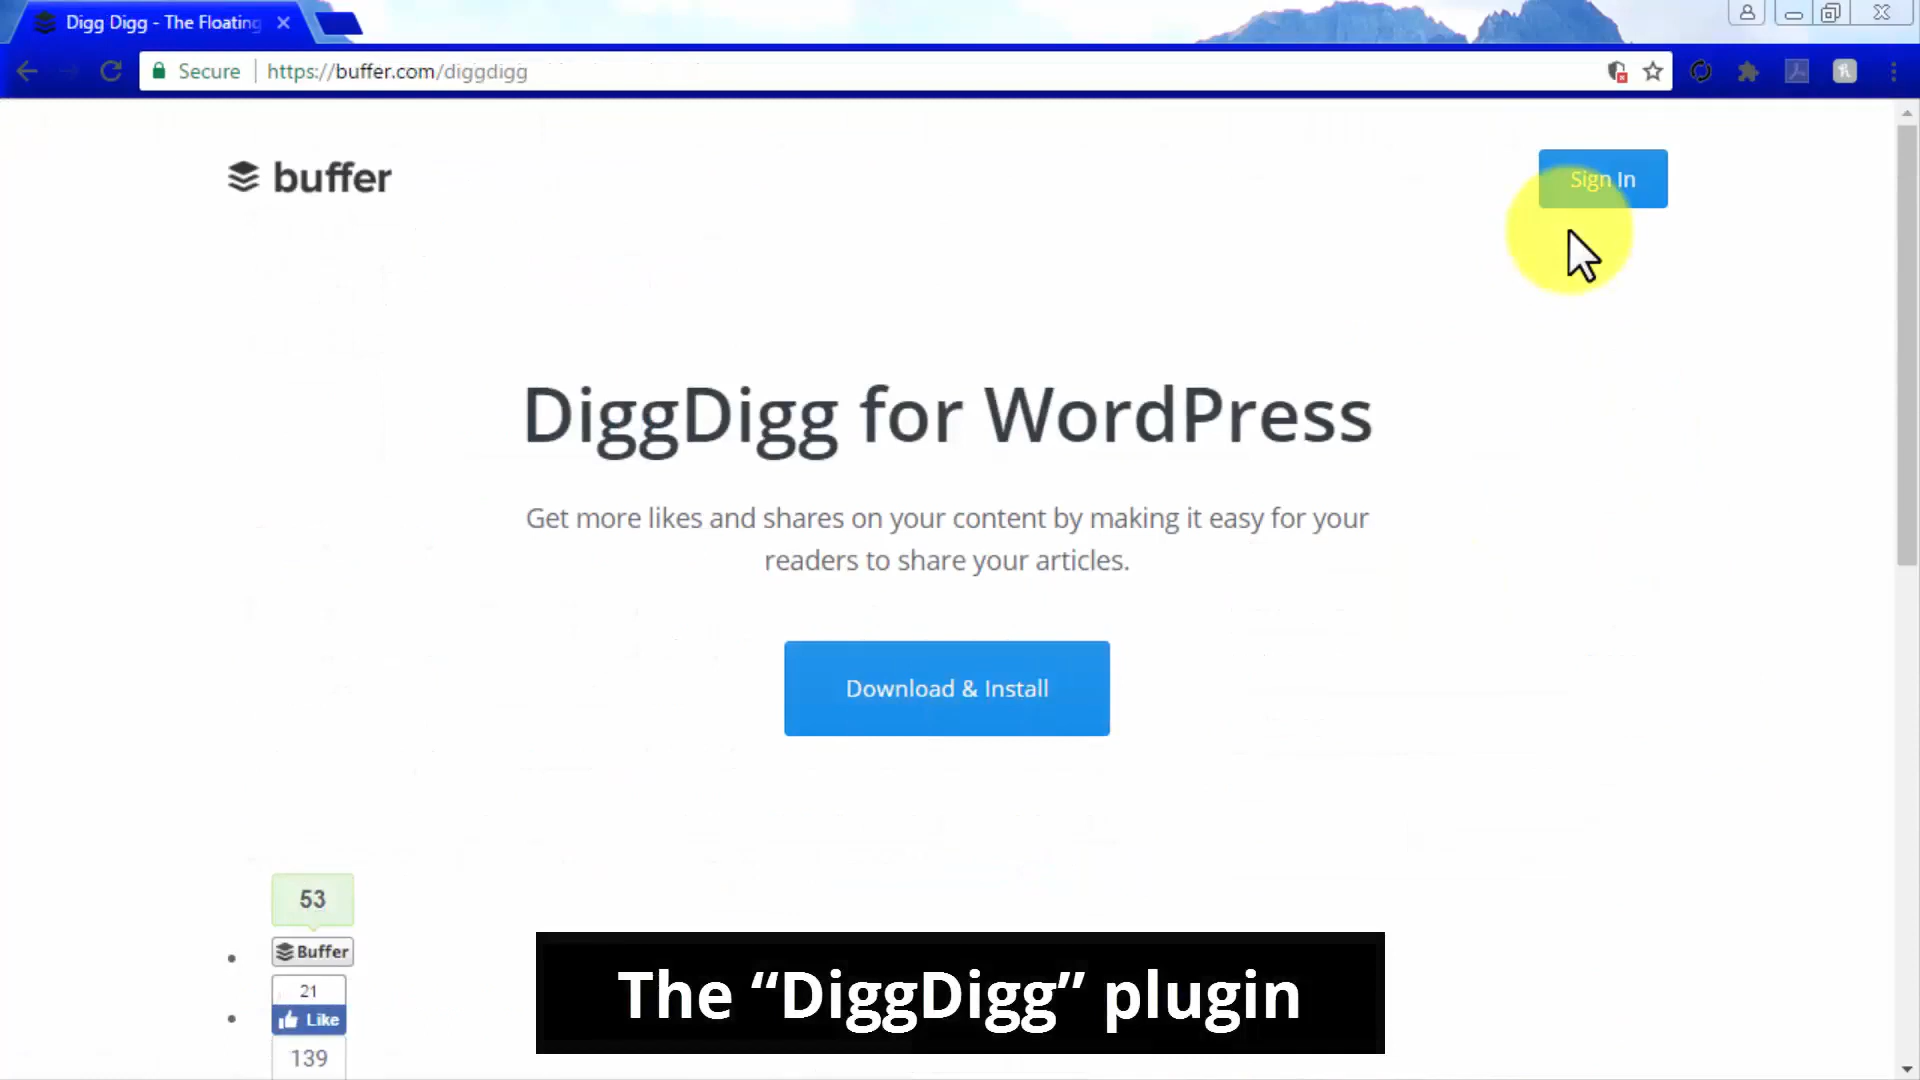 Digg Digg - The Floating
Secure
https://buffer.com/diggdigg
buffer
Sign In
DiggDigg for WordPress
Get more likes and shares on your content by making it easy for your
readers to share your articles.
Download & Install
53
Buffer
21
Like
139
The “DiggDigg” plugin